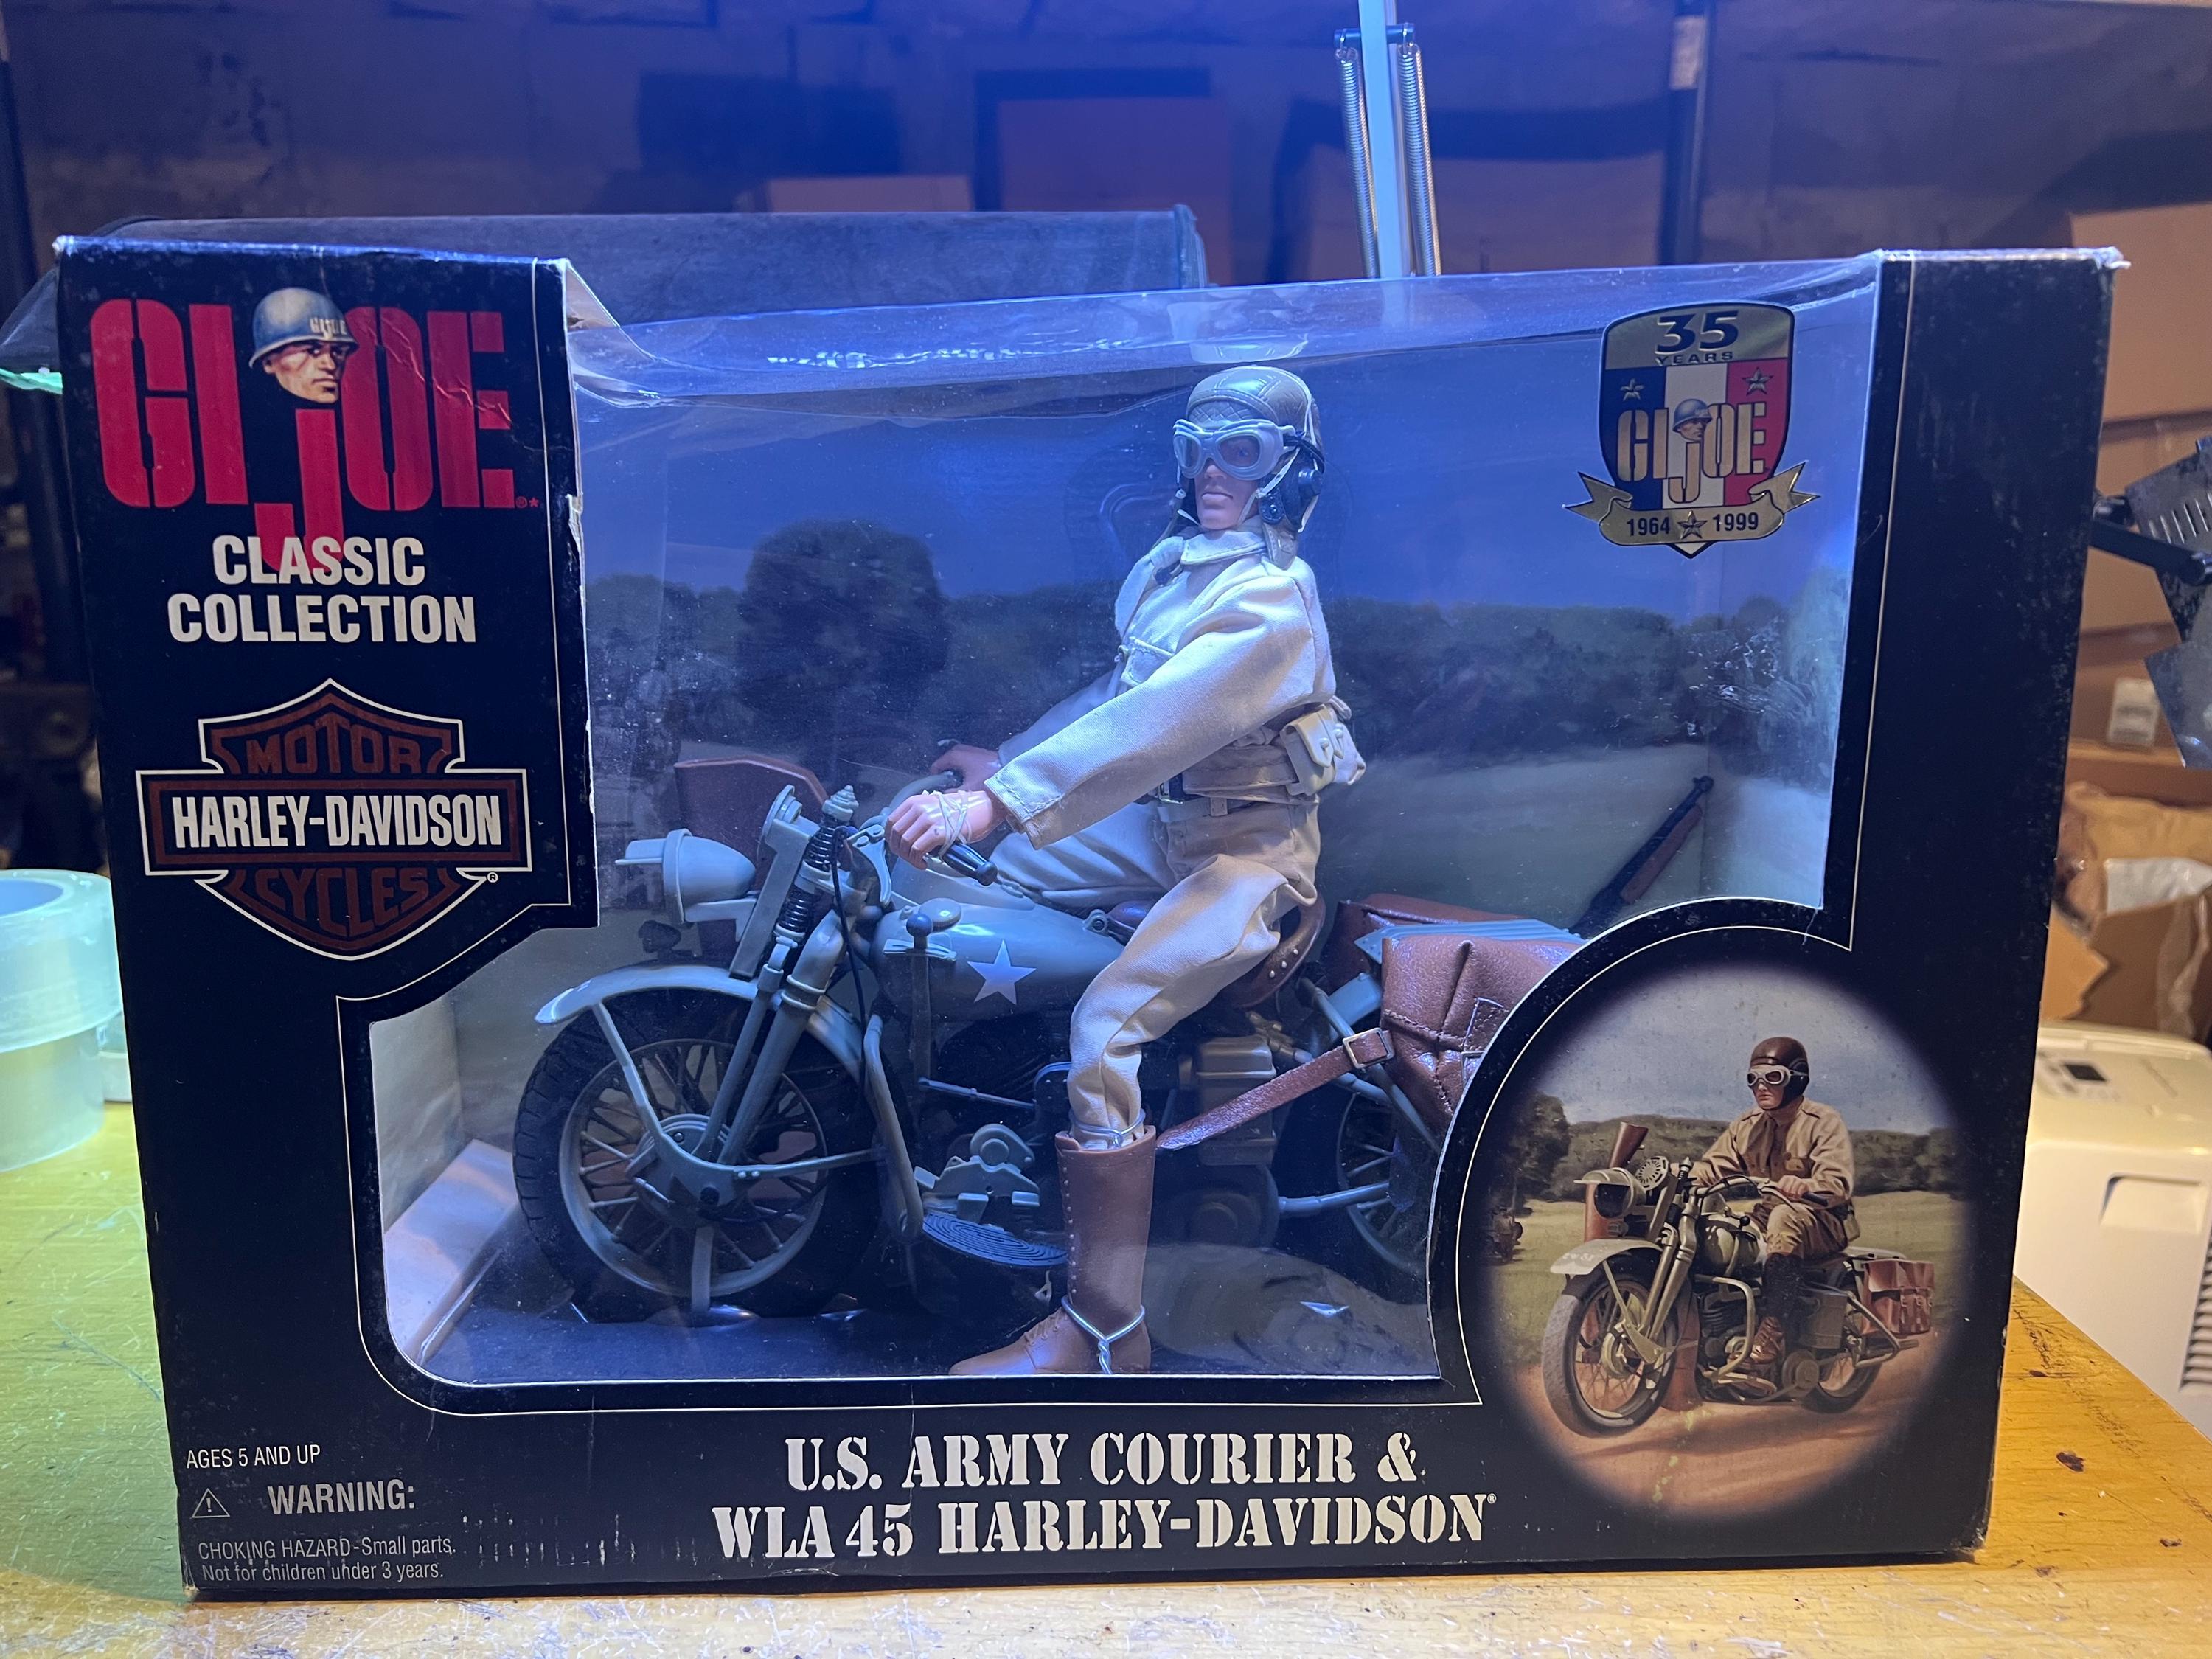 GI JOE
CLASSIC
COLLECTION
MOTOR
HARLEY-DAVIDSON
CYCLES
®
35
YEARS
GI JOE
1964 1999
AGES 5 AND UP
WARNING:
CHOKING HAZARD-Small parts.
Not for children under 3 years.
U.S. ARMY COURIER &
WLA 45 HARLEY-DAVIDSON®